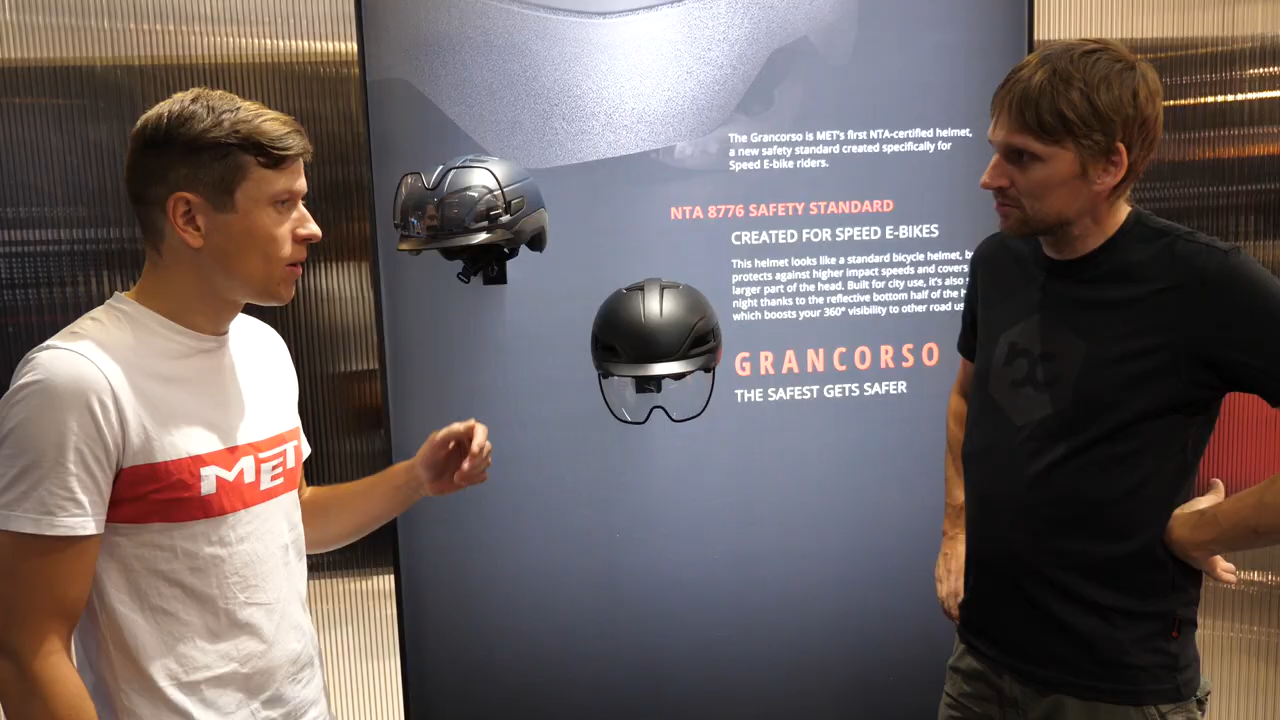 The Grancorso is MET's first NTA-certified helmet,
a new safety standard created specifically for
Speed E-bike riders.
NTA 8776 SAFETY STANDARD
CREATED FOR SPEED E-BIKES
This helmet looks like a standard bicycle helmet,
protects against higher impact speeds and covers
larger part of the head. Built for city use, it's also
night thanks to the reflective bottom half of the
which boosts your 360° visibility to other road
GRANCORSO
THE SAFEST GETS SAFER
MET